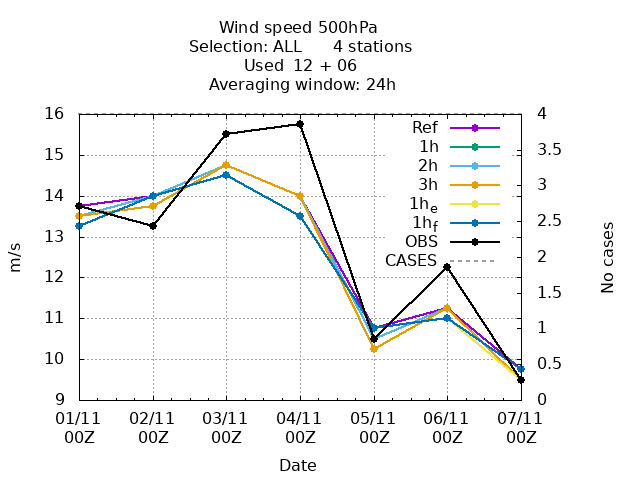 Wind speed 500hPa
Selection: ALL      4 stations
Used  12 + 06
Averaging window: 24h
16
15
14
13
12
11
10
9
m/s
4
3.5
3
2.5
2
1.5
1
0.5
0
No cases
Ref
1h
2h
3h
1he
1hf
OBS
CASES
01/11 02/11 03/11 04/11 05/11 06/11 07/11
00Z 00Z 00Z 00Z 00Z 00Z 00Z
Date